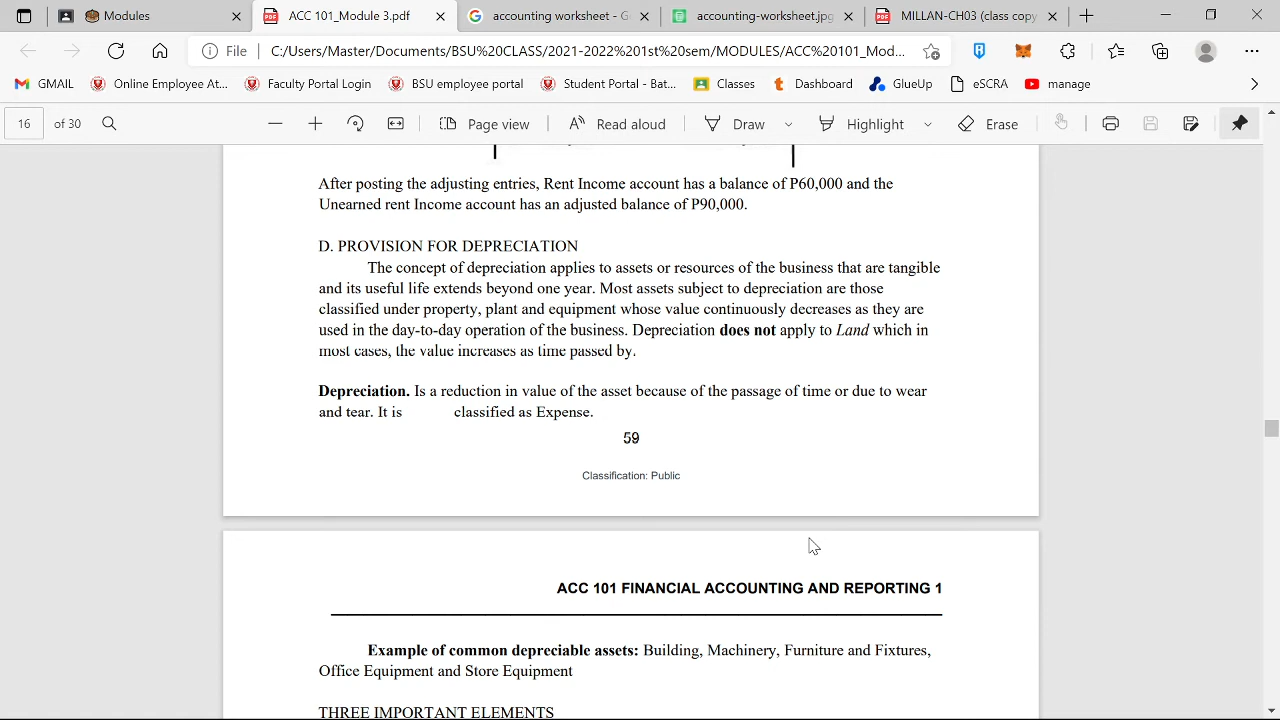 Modules
ACC 101_Module 3.pdf
accounting worksheet - G
accounting-worksheet.jpg
MILLAN-CH03 (class copy
File
C:/Users/Master/Documents/BSU%20CLASS/2021-2022%201st%20sem/MODULES/ACC%20101_Mod...
GMAIL
Online Employee At...
Faculty Portal Login
BSU employee portal
Student Portal - Bat...
Classes
Dashboard
GlueUp
eSCRA
manage
16 of 30
Page view
Read aloud
Draw
Highlight
Erase
After posting the adjusting entries, Rent Income account has a balance of P60,000 and the
Unearned rent Income account has an adjusted balance of P90,000.
D. PROVISION FOR DEPRECIATION
The concept of depreciation applies to assets or resources of the business that are tangible
and its useful life extends beyond one year. Most assets subject to depreciation are those
classified under property, plant and equipment whose value continuously decreases as they are
used in the day-to-day operation of the business. Depreciation does not apply to Land which in
most cases, the value increases as time passed by.
Depreciation. Is a reduction in value of the asset because of the passage of time or due to wear
and tear. It is classified as Expense.
59
Classification: Public
ACC 101 FINANCIAL ACCOUNTING AND REPORTING 1
Example of common depreciable assets: Building, Machinery, Furniture and Fixtures,
Office Equipment and Store Equipment
THREE IMPORTANT ELEMENTS